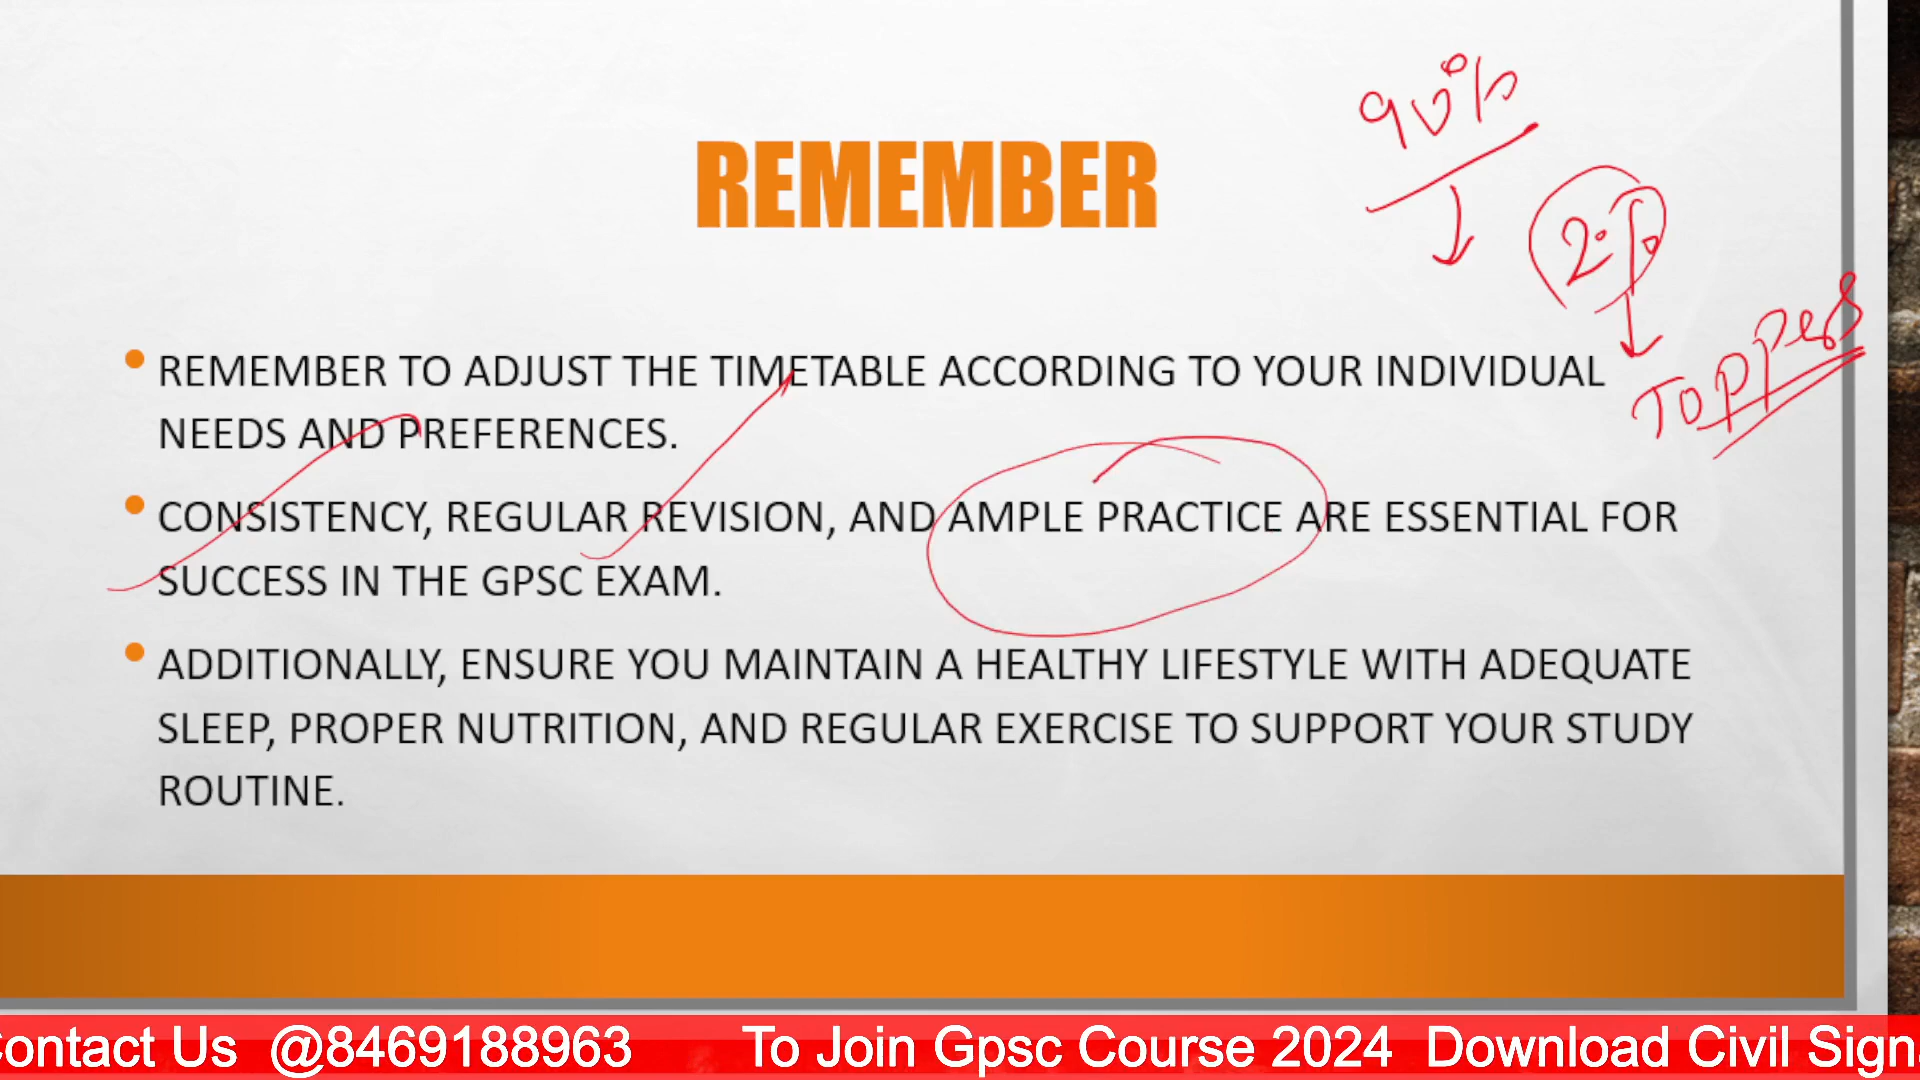 90%
2%
Toppers
REMEMBER
• REMEMBER TO ADJUST THE TIMETABLE ACCORDING TO YOUR INDIVIDUAL
NEEDS AND PREFERENCES.
• CONSISTENCY, REGULAR REVISION, AND AMPLE PRACTICE ARE ESSENTIAL FOR
SUCCESS IN THE GPSC EXAM.
• ADDITIONALLY, ENSURE YOU MAINTAIN A HEALTHY LIFESTYLE WITH ADEQUATE
SLEEP, PROPER NUTRITION, AND REGULAR EXERCISE TO SUPPORT YOUR STUDY
ROUTINE.
ontact Us @8469188963 To Join Gpsc Course 2024 Download Civil Sign